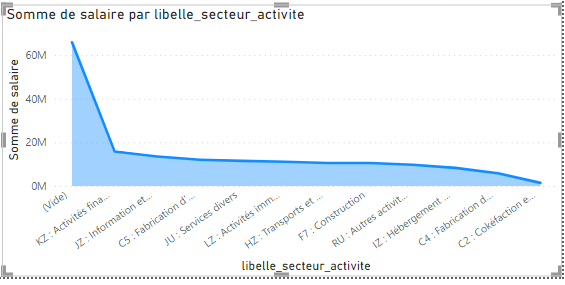 Somme de salaire par libelle_secteur_activite
Somme de salaire
60M
40M
20M
0M
(Vide)
KZ : Activités fina...
JZ : Information et...
C5 : Fabrication d'...
JU : Services divers
LZ : Activités imm...
HZ : Transports et ...
F7 : Construction
RU : Autres activit...
IZ : Hébergement ...
C4 : Fabrication d...
C2 : Cokéfaction e...
libelle_secteur_activite